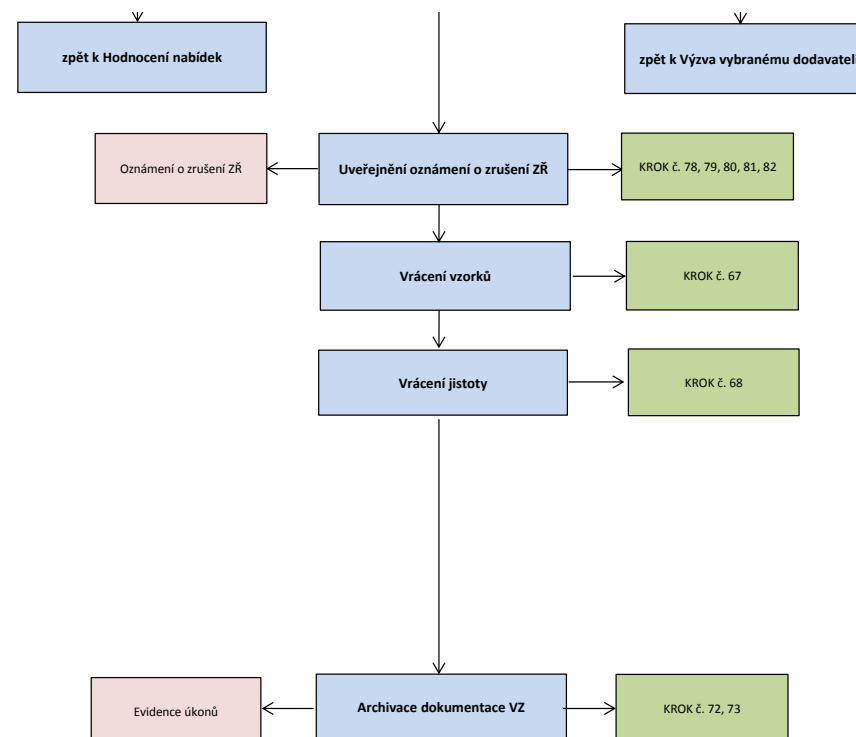 zpět k Hodnocení nabídek
zpět k Výzva vybranému dodavateli
Oznámení o zrušení ZŘ
Uveřejnění oznámení o zrušení ZŘ
KROK č. 78, 79, 80, 81, 82
Vrácení vzorků
KROK č. 67
Vrácení jistoty
KROK č. 68
Evidence úkonů
Archivace dokumentace VZ
KROK č. 72, 73